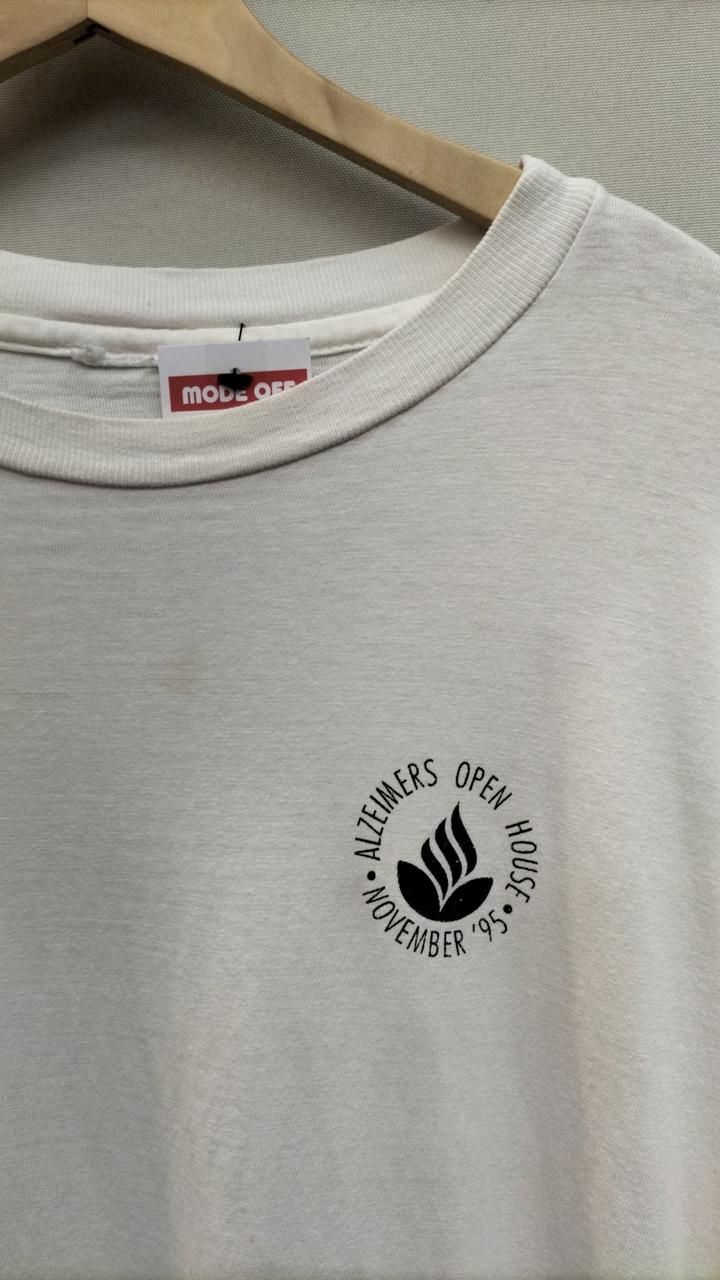 MODE OFF
ALZEIMERS OPEN HOUSE
• NOVEMBER '95 •